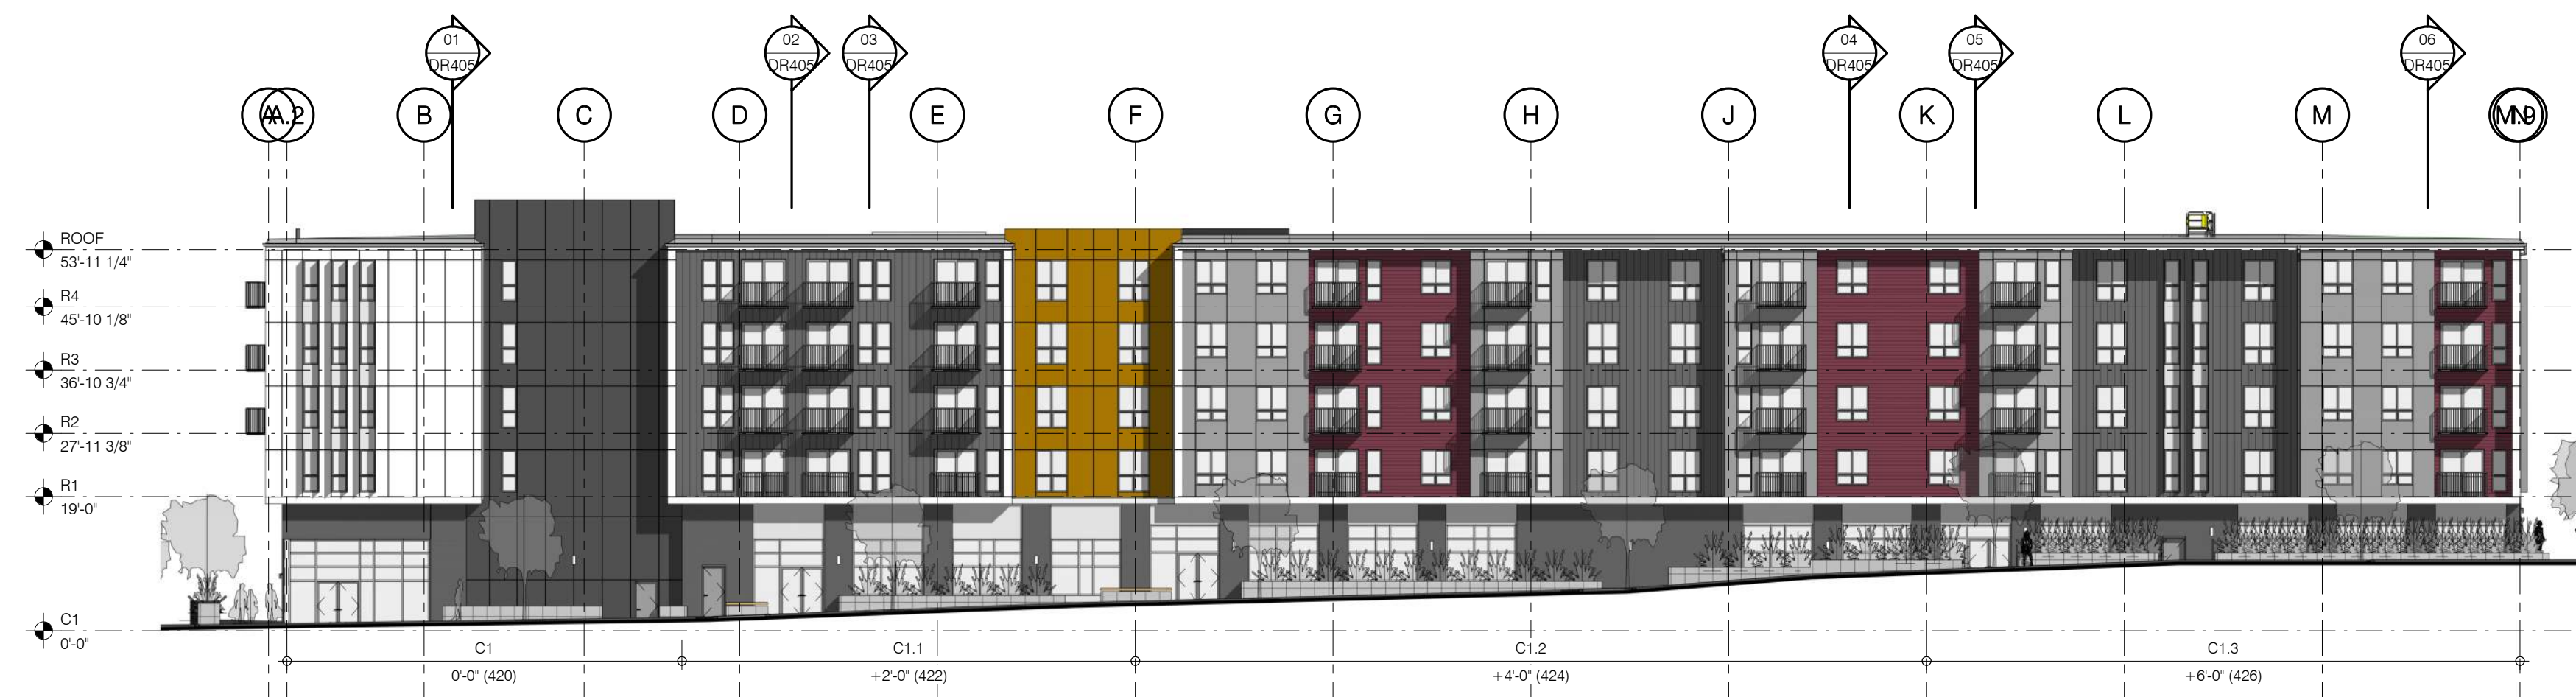 01
DR405
02
DR405
03
DR405
04
DR405
05
DR405
06
DR405
A
A.2
B
C
D
E
F
G
H
J
K
L
M
M.9
N
ROOF
53'-11 1/4"
R4
45'-10 1/8"
R3
36'-10 3/4"
R2
27'-11 3/8"
R1
19'-0"
C1
0'-0"
C1
0'-0" (420)
C1.1
+2'-0" (422)
C1.2
+4'-0" (424)
C1.3
+6'-0" (426)